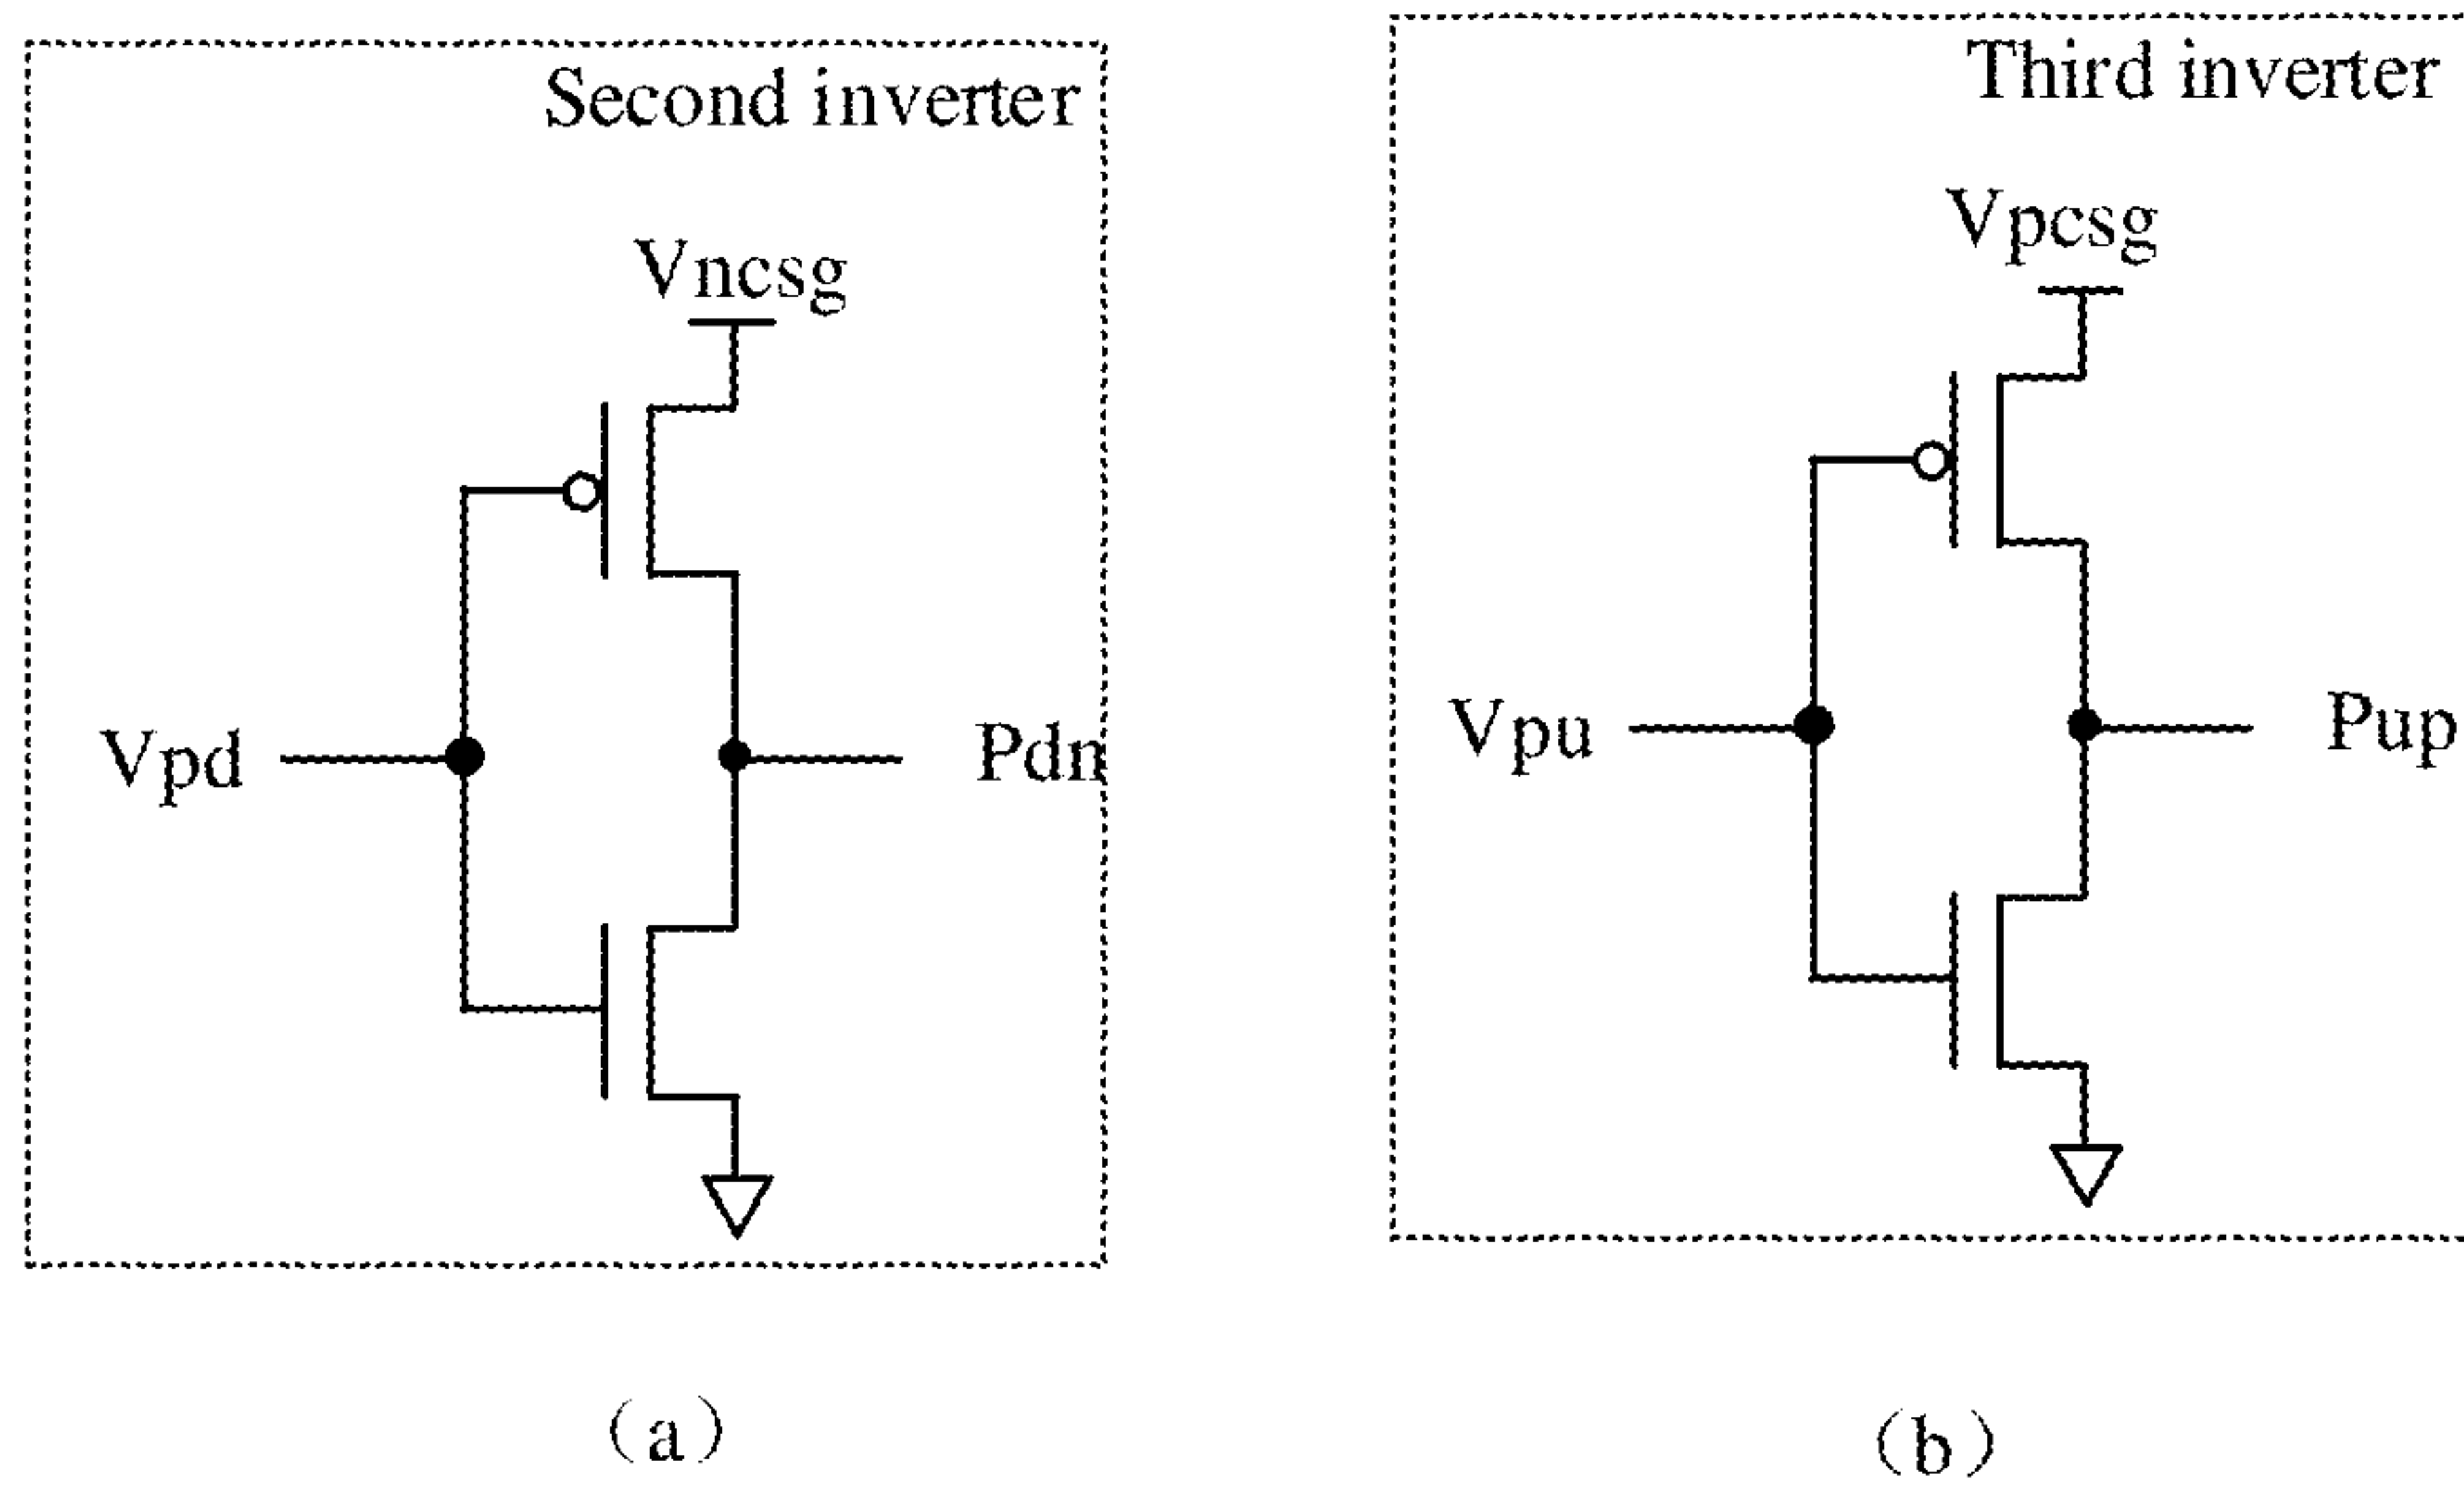 Second inverter
Vncsg
Vpd
Pdn
(a)
Third inverter
Vpcsg
Vpu
Pup
(b)